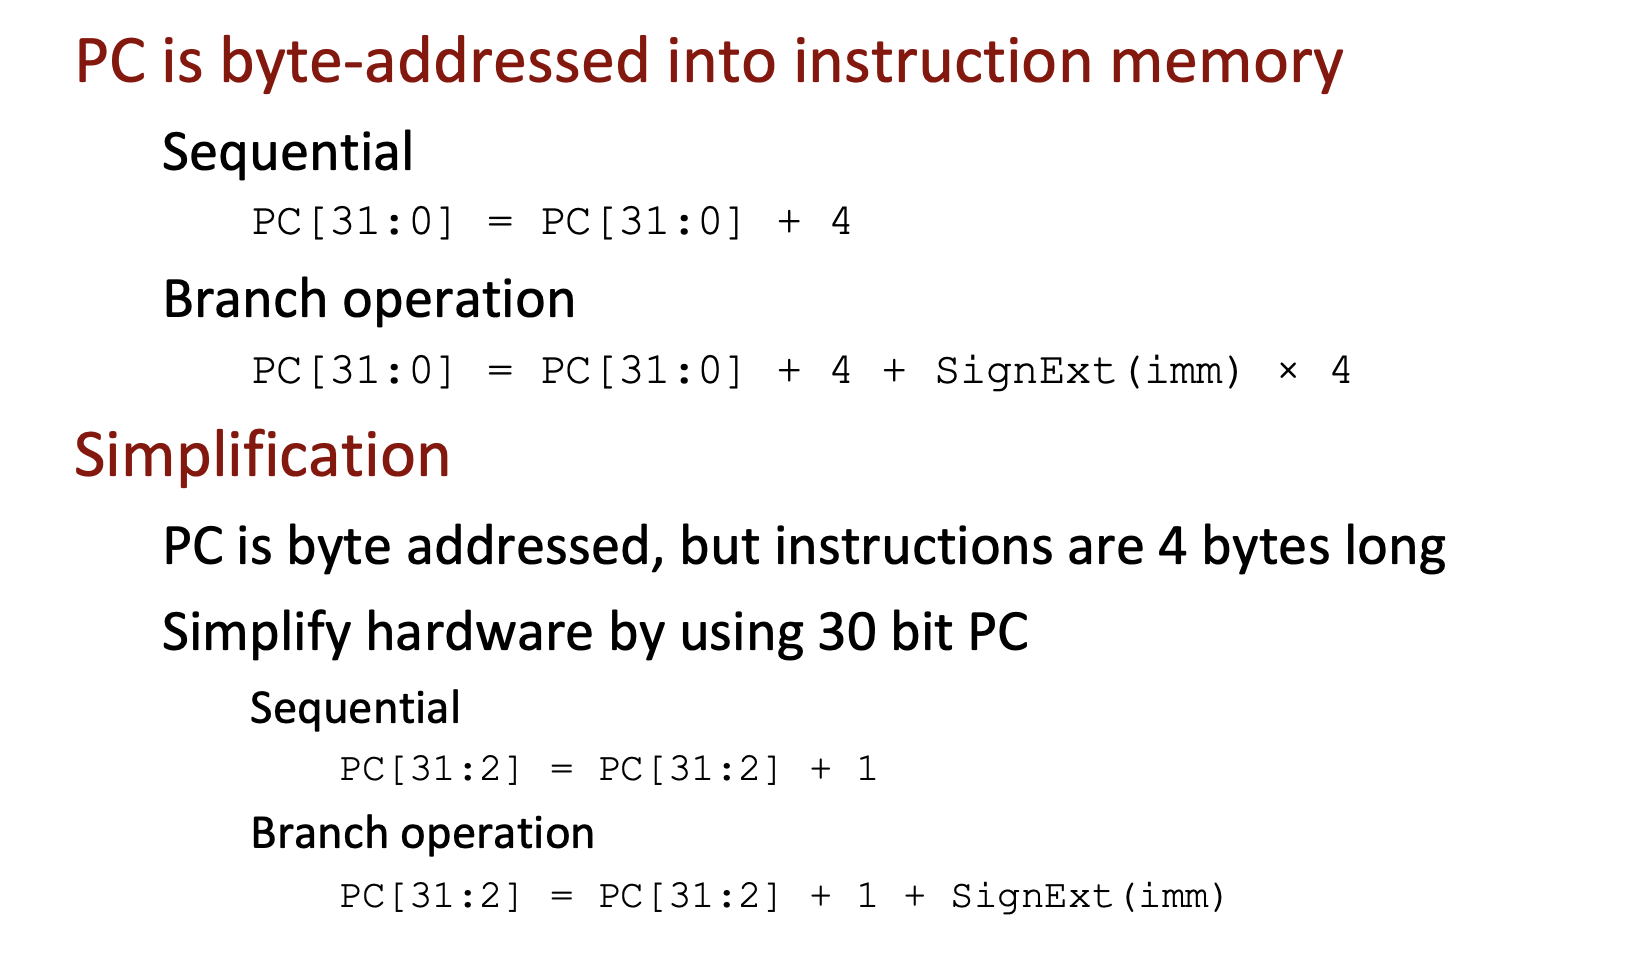 PC is byte-addressed into instruction memory
Sequential
PC[31:0] = PC[31:0] + 4
Branch operation
PC[31:0] = PC[31:0] + 4 + SignExt(imm) × 4
Simplification
PC is byte addressed, but instructions are 4 bytes long
Simplify hardware by using 30 bit PC
Sequential
PC[31:2] = PC[31:2] + 1
Branch operation
PC[31:2] = PC[31:2] + 1 + SignExt(imm)